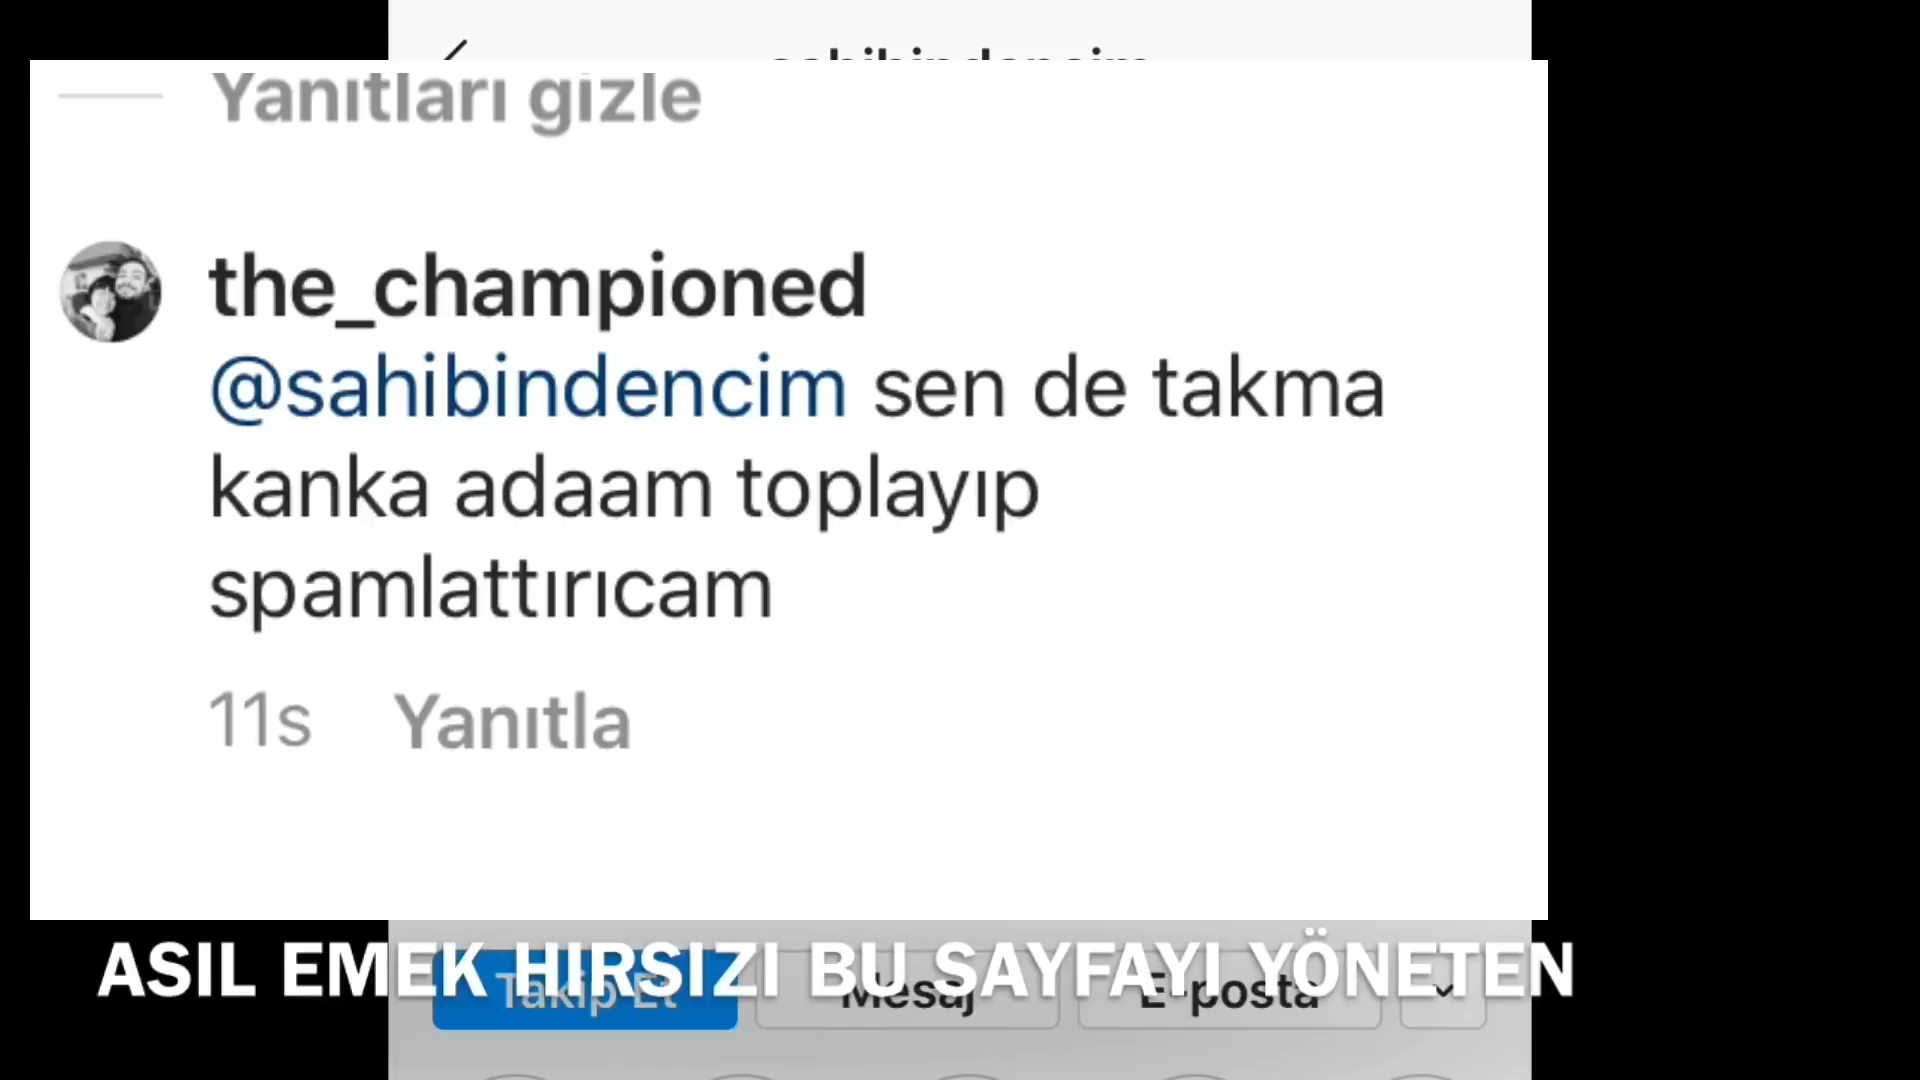 sahibindencim
Yanıtları gizle
the_championed
@sahibindencim sen de takma
kanka adaam toplayıp
spamlattırıcam
11s Yanıtla
ASIL EMEK HIRSIZI BU SAYFAYI YÖNETEN
Takip Et Mesaj E-posta